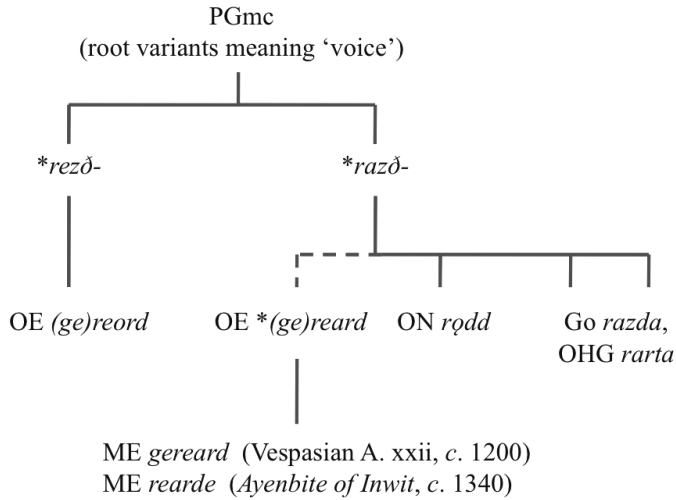 PGmc
(root variants meaning ‘voice’)
*rezð-
*razð-
OE (ge)reord
OE *(ge)reard
ON rǫdd
Go razda,
OHG rarta
ME gereard (Vespasian A. xxii, c. 1200)
ME rearde (Ayenbite of Inwit, c. 1340)